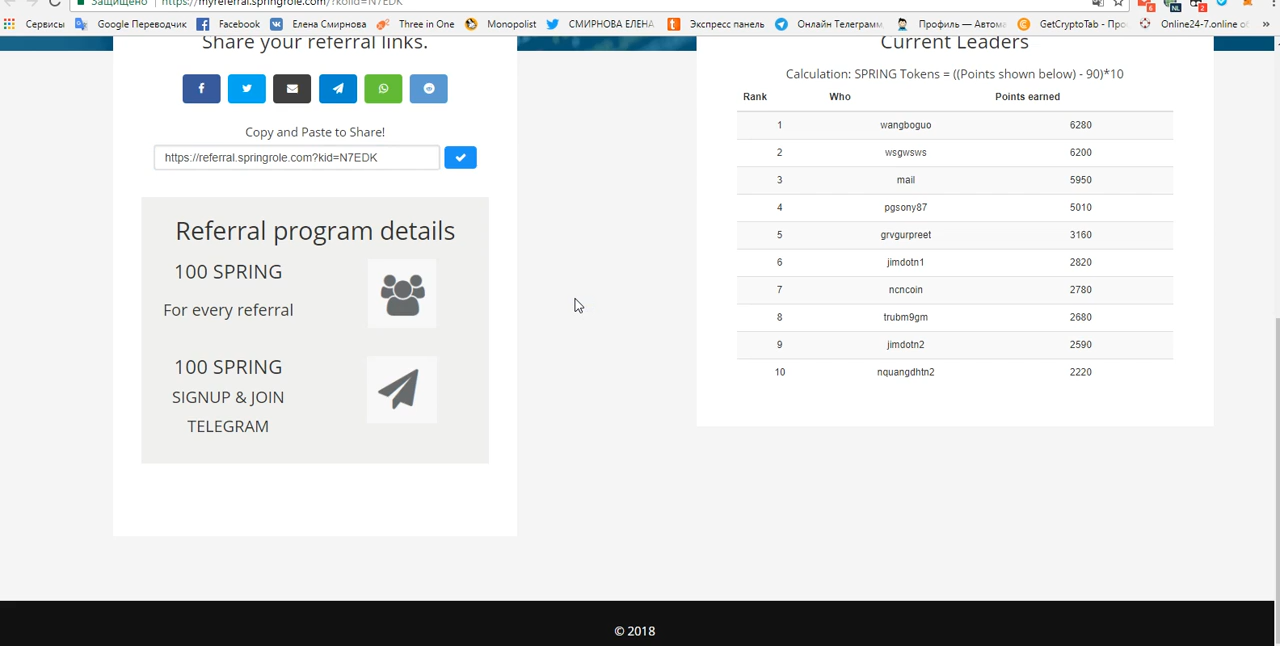 Защищено https://myreferral.springrole.com/?kolid=N7EDK
Сервисы Google Переводчик Facebook Елена Смирнова Three in One Monopolist СМИРНОВА ЕЛЕНА Экспресс панель Онлайн Телеграмм Профиль — Автома GetCryptoTab - Про Online24-7.online о »
Share your referral links.
Copy and Paste to Share!
https://referral.springrole.com?kid=N7EDK
Referral program details
100 SPRING
For every referral
100 SPRING
SIGNUP & JOIN
TELEGRAM
Current Leaders
Calculation: SPRING Tokens = ((Points shown below) - 90)*10
Rank Who Points earned
1 wangboguo 6280
2 wsgwsws 6200
3 mail 5950
4 pgsony87 5010
5 grvgurpreet 3160
6 jimdotn1 2820
7 ncncoin 2780
8 trubm9gm 2680
9 jimdotn2 2590
10 nquangdhtn2 2220
© 2018